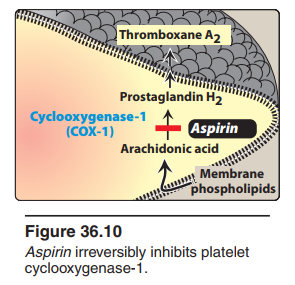 Thromboxane A2
Prostaglandin H2
Cyclooxygenase-1
(COX-1)
Aspirin
Arachidonic acid
Membrane
phospholipids
Figure 36.10
Aspirin irreversibly inhibits platelet
cyclooxygenase-1.